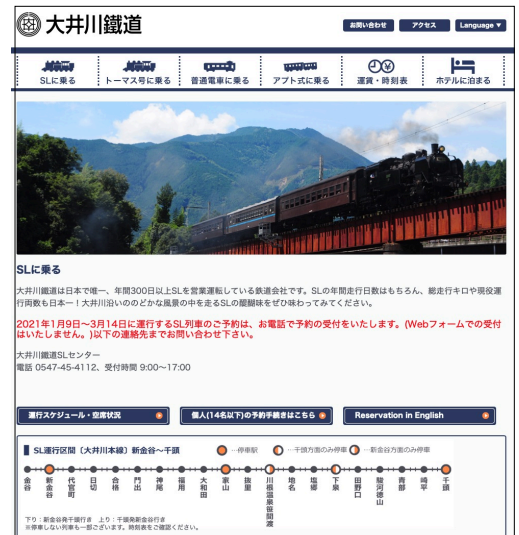 大井川鐵道
お問い合わせ アクセス Language ▼
SLに乗る トーマス号に乗る 普通電車に乗る アプト式に乗る 運賃・時刻表 ホテルに泊まる
SLに乗る
大井川鐵道は日本で唯一、年間300日以上SLを営業運転している鉄道会社です。SLの年間走行日数はもちろん、総走行キロや現役運
行両数も日本一！大井川沿いののどかな風景の中を走るSLの醍醐味をぜひ味わってみてください。
2021年1月9日～3月14日に運行するSL列車のご予約は、お電話で予約の受付をいたします。(Webフォームでの受付
はいたしません。)以下の連絡先までお問い合わせ下さい。
大井川鐵道SLセンター
電話 0547-45-4112、受付時間 9:00～17:00
運行スケジュール・空席状況 個人(14名以下)の予約手続きはこちら Reservation in English
SL運行区間〔大井川本線〕新金谷～千頭 …停車駅 …千頭方面のみ停車 …新金谷方面のみ停車
金谷 新金谷 代官町 日切 合格 門出 神尾 福用 大和田 家山 抜里 川根温泉笹間渡 地名 塩郷 下泉 田野口 駿河徳山 青部 崎平 千頭
下り：新金谷発千頭行き 上り：千頭発新金谷行き
※停車しない列車も一部ございます。時刻表をご確認ください。